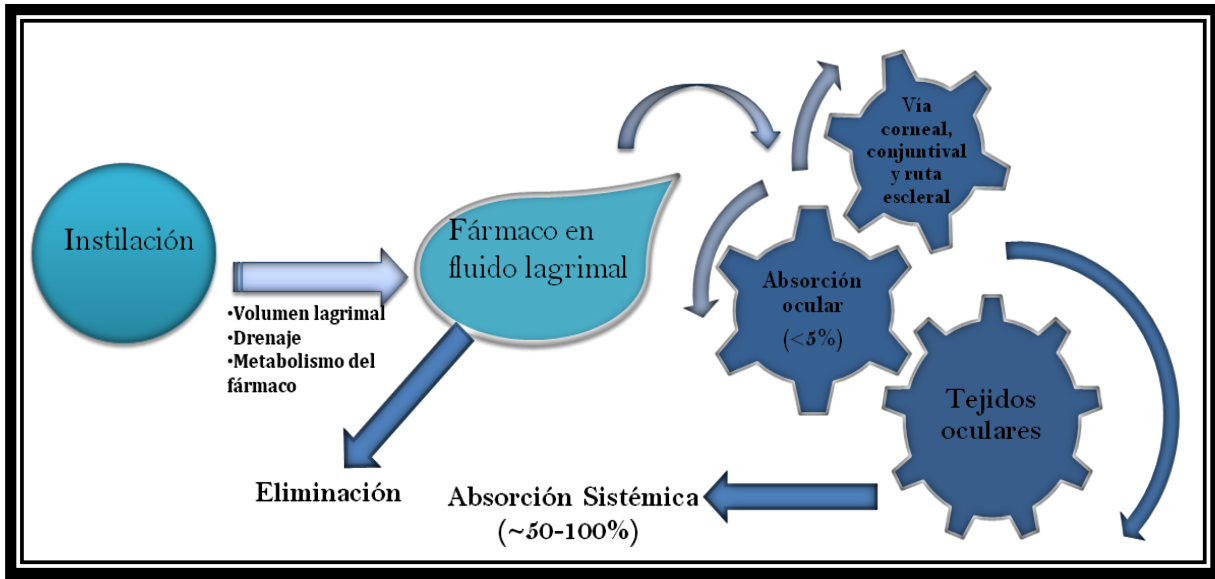 Instilación
•Volumen lagrimal
•Drenaje
•Metabolismo del
fármaco
Fármaco en
fluido lagrimal
Eliminación
Vía
corneal,
conjuntival
y ruta
escleral
Absorción
ocular
(<5%)
Tejidos
oculares
Absorción Sistémica
(~50-100%)